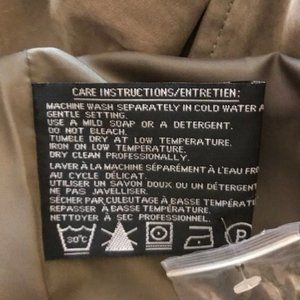 CARE INSTRUCTIONS/ENTRETIEN:
MACHINE WASH SEPARATELY IN COLD WATER A
GENTLE SETTING.
USE A MILD SOAP OR A DETERGENT.
DO NOT BLEACH.
TUMBLE DRY AT LOW TEMPERATURE.
IRON ON LOW TEMPERATURE.
DRY CLEAN PROFESSIONALLY.
LAVER À LA MACHINE SÉPARÉMENT À L'EAU FRO
AU CYCLE DÉLICAT.
UTILISER UN SAVON DOUX OU UN DÉTERGENT
NE PAS JAVELLISER.
SÉCHER PAR CULBUTAGE À BASSE TEMPÉRAT
REPASSER À BASSE TEMPÉRATURE.
NETTOYER À SEC PROFESSIONNEL.
30°C P